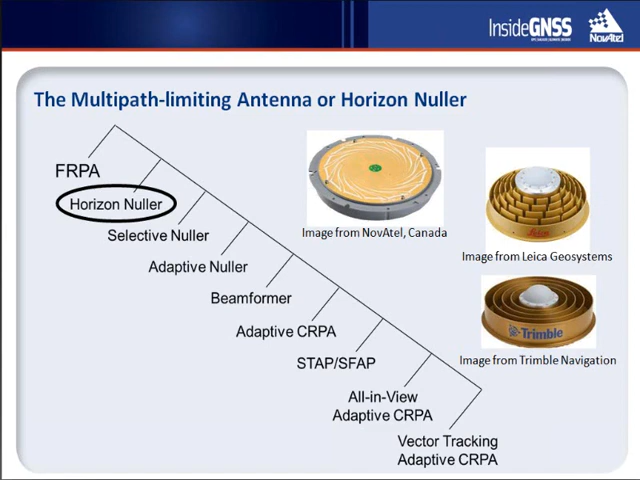 InsideGNSS
NovAtel
The Multipath-limiting Antenna or Horizon Nuller
FRPA
Horizon Nuller
Selective Nuller
Adaptive Nuller
Beamformer
Adaptive CRPA
STAP/SFAP
All-in-View
Adaptive CRPA
Vector Tracking
Adaptive CRPA
Image from NovAtel, Canada
Leica
Image from Leica Geosystems
Trimble
Image from Trimble Navigation